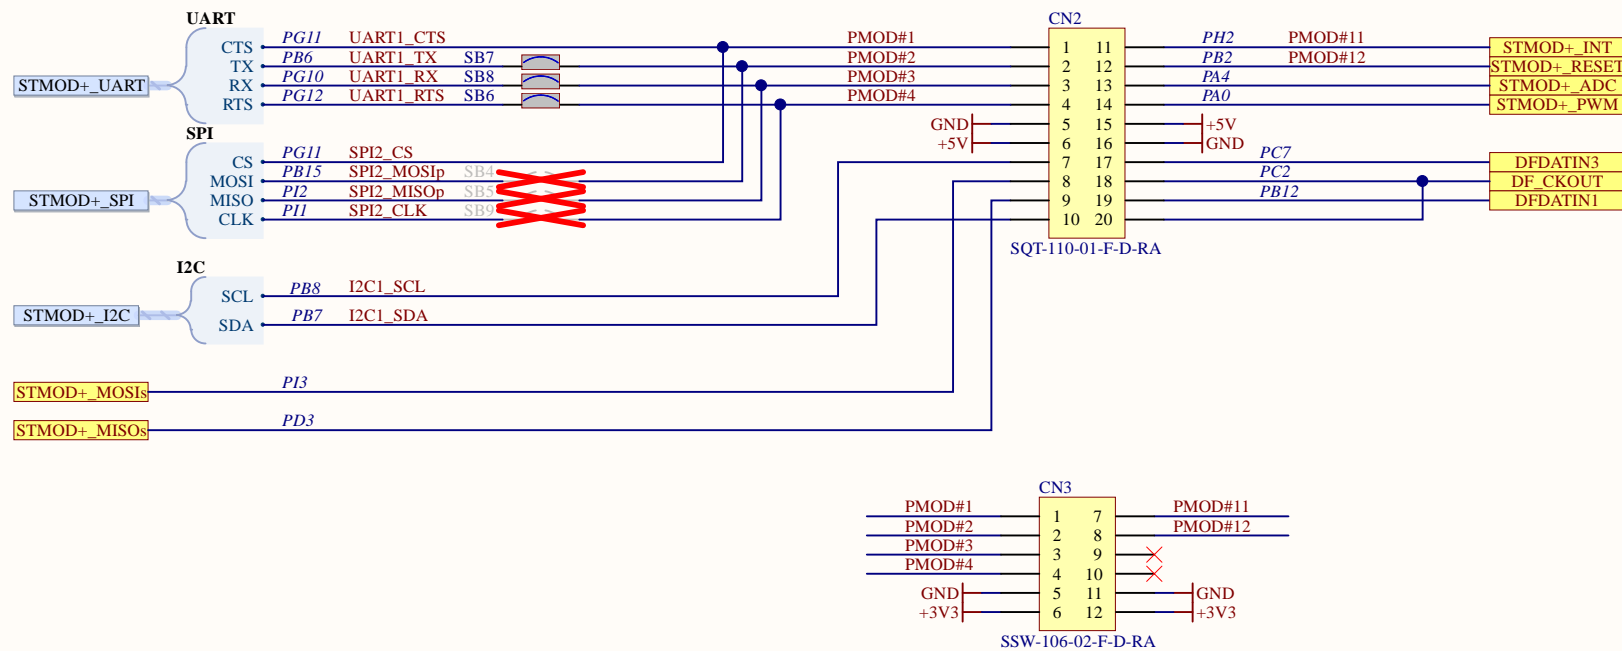 UART
CN2
STMOD+_UART
CTS PG11 UART1_CTS PMOD#1 1 11 PH2 PMOD#11 STMOD+_INT
TX PB6 UART1_TX SB7 PMOD#2 2 12 PB2 PMOD#12 STMOD+_RESET
RX PG10 UART1_RX SB8 PMOD#3 3 13 PA4 STMOD+_ADC
RTS PG12 UART1_RTS SB6 PMOD#4 4 14 PA0 STMOD+_PWM
GND 5 15 +5V
SPI
+5V 6 16 GND
STMOD+_SPI
CS PG11 SPI2_CS 7 17 PC7 DFDATIN3
MOSI PB15 SPI2_MOSIp SB4 8 18 PC2 DF_CKOUT
MISO PI2 SPI2_MISOp SB5 9 19 PB12 DFDATIN1
CLK PI1 SPI2_CLK SB9 10 20
SQT-110-01-F-D-RA
I2C
STMOD+_I2C
SCL PB8 I2C1_SCL
SDA PB7 I2C1_SDA
STMOD+_MOSIs PI3
STMOD+_MISOs PD3
CN3
PMOD#1 1 7 PMOD#11
PMOD#2 2 8 PMOD#12
PMOD#3 3 9
PMOD#4 4 10
GND 5 11 GND
+3V3 6 12 +3V3
SSW-106-02-F-D-RA